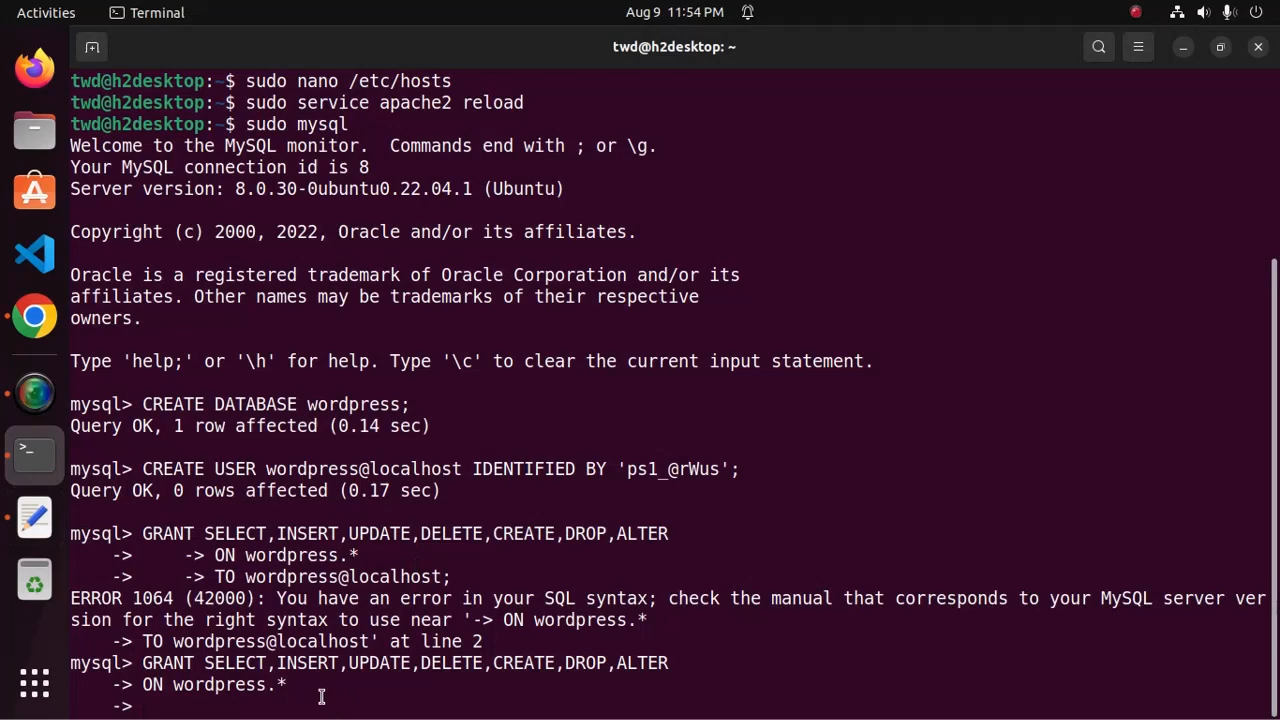 Activities Terminal Aug 9 11:54 PM
twd@h2desktop: ~
twd@h2desktop:~$ sudo nano /etc/hosts
twd@h2desktop:~$ sudo service apache2 reload
twd@h2desktop:~$ sudo mysql
Welcome to the MySQL monitor.  Commands end with ; or \g.
Your MySQL connection id is 8
Server version: 8.0.30-0ubuntu0.22.04.1 (Ubuntu)
Copyright (c) 2000, 2022, Oracle and/or its affiliates.
Oracle is a registered trademark of Oracle Corporation and/or its
affiliates. Other names may be trademarks of their respective
owners.
Type 'help;' or '\h' for help. Type '\c' to clear the current input statement.
mysql> CREATE DATABASE wordpress;
Query OK, 1 row affected (0.14 sec)
mysql> CREATE USER wordpress@localhost IDENTIFIED BY 'ps1_@rWus';
Query OK, 0 rows affected (0.17 sec)
mysql> GRANT SELECT,INSERT,UPDATE,DELETE,CREATE,DROP,ALTER
    ->     -> ON wordpress.*
    ->     -> TO wordpress@localhost;
ERROR 1064 (42000): You have an error in your SQL syntax; check the manual that corresponds to your MySQL server ver
sion for the right syntax to use near '-> ON wordpress.*
    -> TO wordpress@localhost' at line 2
mysql> GRANT SELECT,INSERT,UPDATE,DELETE,CREATE,DROP,ALTER
    -> ON wordpress.*
    ->